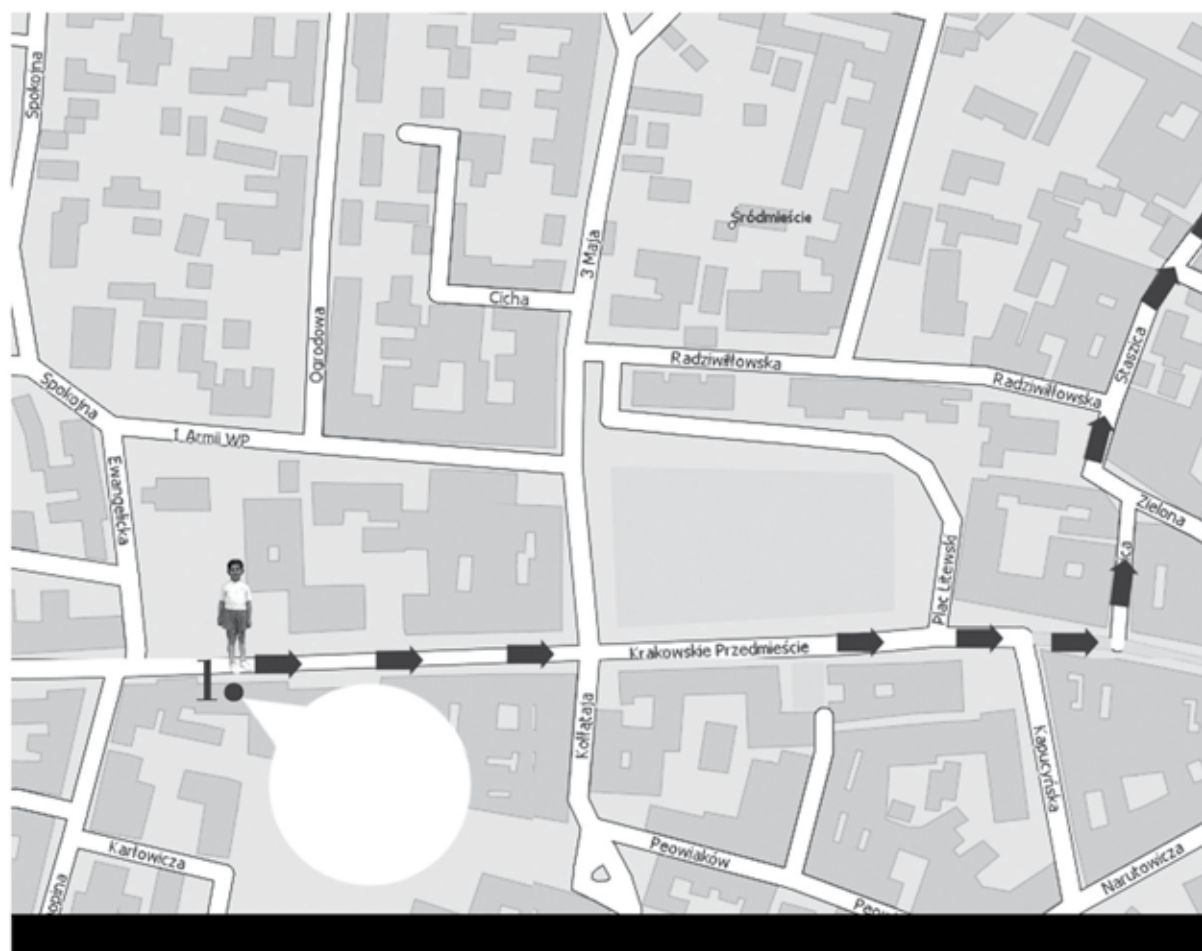 Spokojna
Śródmieście
3 Maja
Cicha
Ogrodowa
Radziwiłłowska
Radziwiłłowska
Staszica
Spokojna
1 Armii WP
Ewangelicka
Zielona
Plac Litewski
Krakowskie Przedmieście
1
Kołłątaja
Kapucyńska
Peowiaków
Karłowicza
Narutowicza